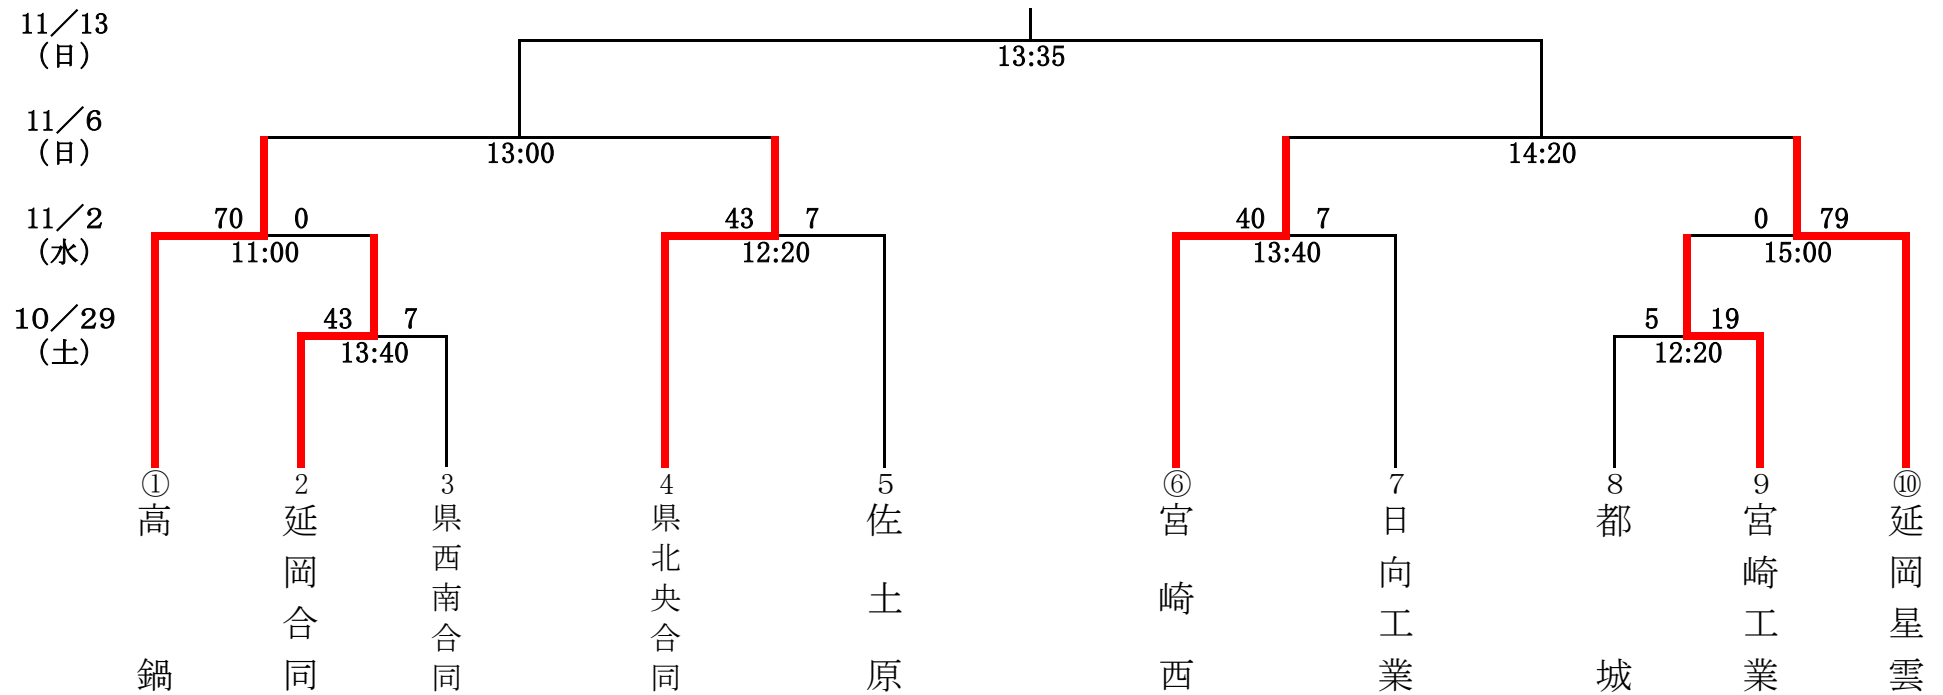 11／13
（日）
13:35
11／6
（日）
13:00
14:20
11／2
（水）
70 0
11:00
43 7
12:20
40 7
13:40
0 79
15:00
10／29
（土）
43 7
13:40
5 19
12:20
①
高鍋
2
延岡合同
3
県西南合同
4
県北央合同
5
佐土原
⑥
宮崎西
7
日向工業
8
都城
9
宮崎工業
⑩
延岡星雲